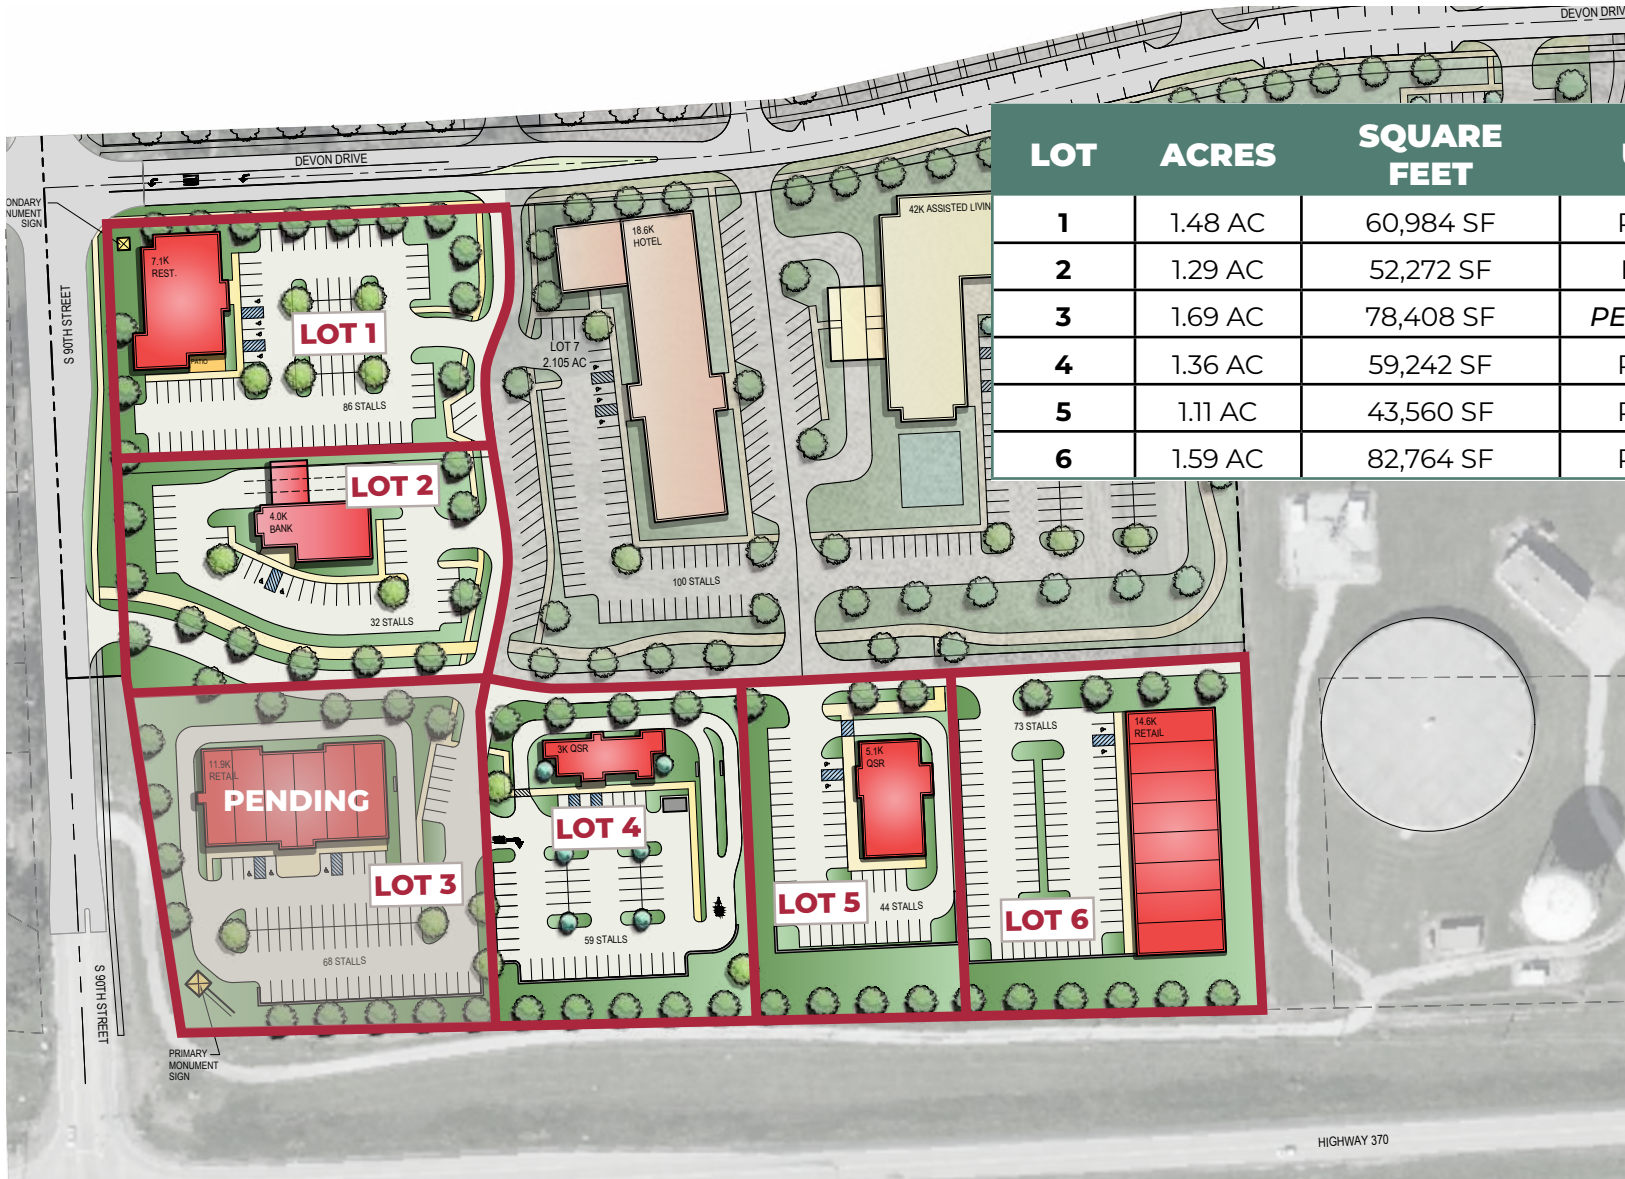 DEVON DRIV
DEVON DRIVE
ONDARY
NUMENT
SIGN
S 90TH STREET
7.1K
REST.
PATIO
LOT 1
86 STALLS
18.6K
HOTEL
LOT 7
2.105 AC
100 STALLS
42K ASSISTED LIVIN
LOT ACRES SQUARE
FEET
1 1.48 AC 60,984 SF
2 1.29 AC 52,272 SF
3 1.69 AC 78,408 SF PE
4 1.36 AC 59,242 SF
5 1.11 AC 43,560 SF
6 1.59 AC 82,764 SF
LOT 2
4.0K
BANK
32 STALLS
11.9K
RETAIL
PENDING
LOT 3
68 STALLS
3K QSR
LOT 4
59 STALLS
5.1K
QSR
LOT 5
44 STALLS
73 STALLS
14.6K
RETAIL
LOT 6
S 90TH STREET
PRIMARY
MONUMENT
SIGN
HIGHWAY 370